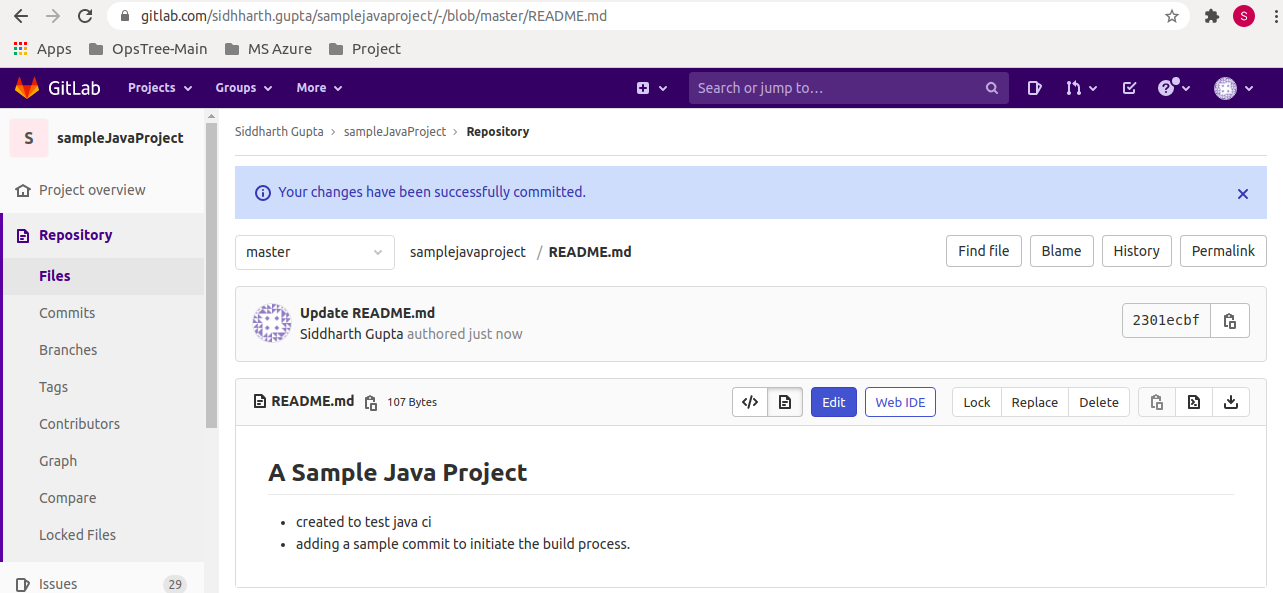 gitlab.com/sidhharth.gupta/samplejavaproject/-/blob/master/README.md
S
Apps OpsTree-Main MS Azure Project
GitLab Projects Groups More Search or jump to…
S sampleJavaProject
Siddharth Gupta › sampleJavaProject › Repository
Project overview
Your changes have been successfully committed.
Repository
master samplejavaproject / README.md Find file Blame History Permalink
Files
Commits
Update README.md
Siddharth Gupta authored just now
2301ecbf
Branches
Tags
Contributors
README.md 107 Bytes Edit Web IDE Lock Replace Delete
Graph
Compare
Locked Files
Issues 29
A Sample Java Project
• created to test java ci
• adding a sample commit to initiate the build process.